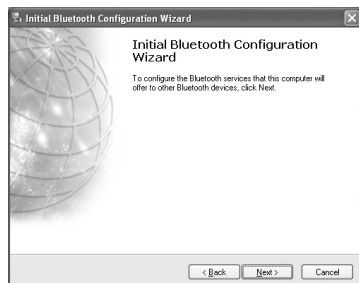 Initial Bluetooth Configuration Wizard
Initial Bluetooth Configuration
Wizard
To configure the Bluetooth services that this computer will
offer to other Bluetooth devices, click Next.
< Back Next > Cancel